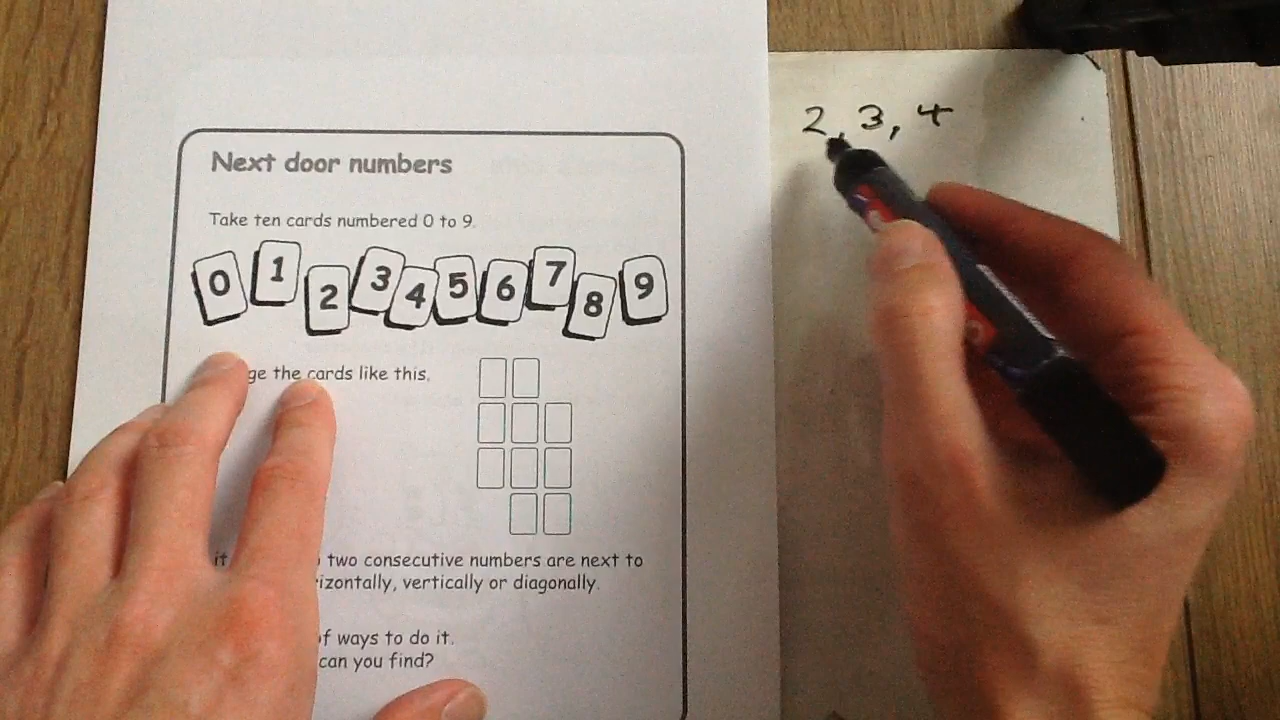 Next door numbers
Take ten cards numbered 0 to 9.
0 1 2 3 4 5 6 7 8 9
the cards like this.
two consecutive numbers are next to
vertically or diagonally.
of ways to do it.
can you find?
2, 3, 4